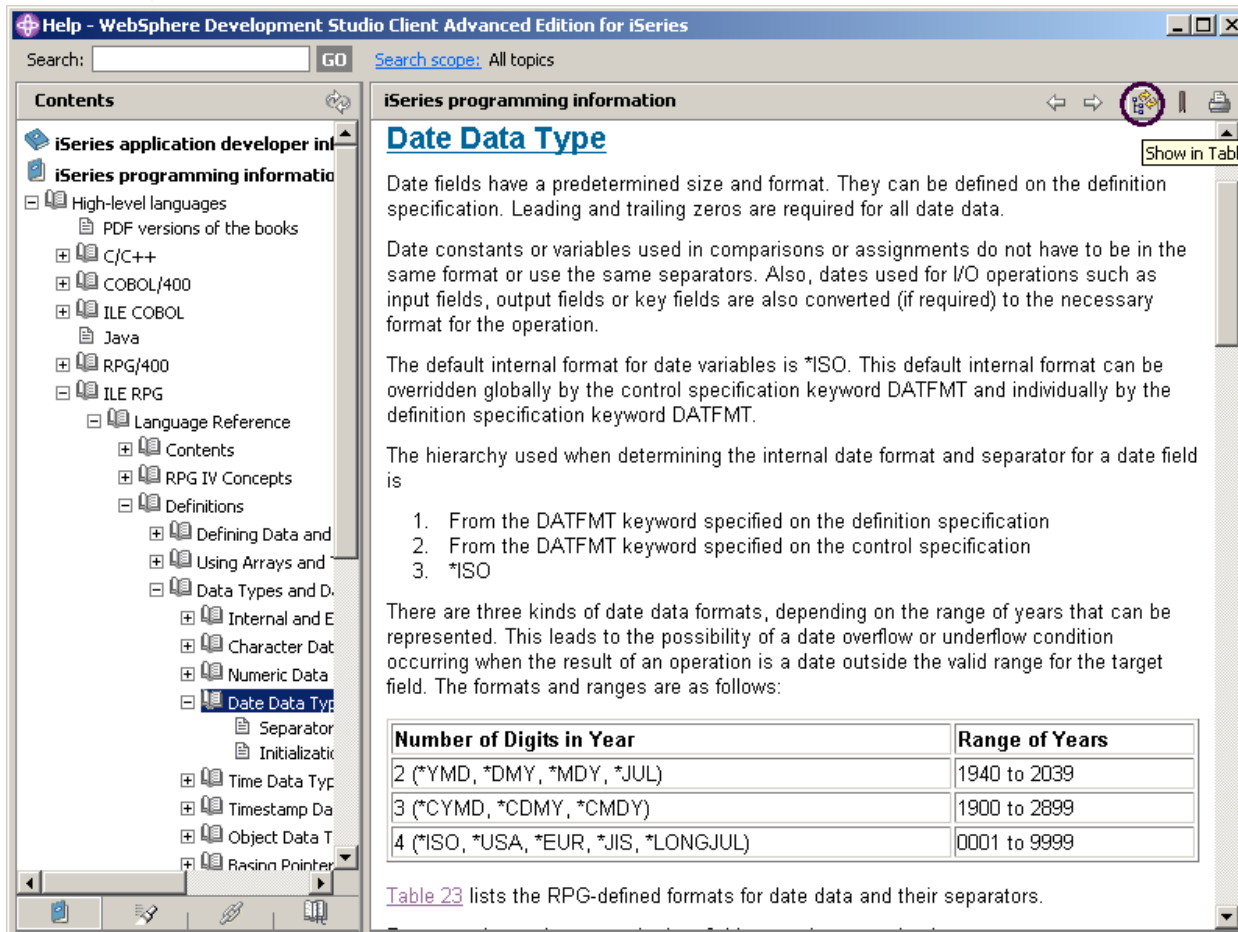 Help - WebSphere Development Studio Client Advanced Edition for iSeries
Search:
GO
Search scope: All topics
Contents
iSeries application developer inf
iSeries programming informatio
High-level languages
PDF versions of the books
C/C++
COBOL/400
ILE COBOL
Java
RPG/400
ILE RPG
Language Reference
Contents
RPG IV Concepts
Definitions
Defining Data and
Using Arrays and
Data Types and Da
Internal and E
Character Dat
Numeric Data
Date Data Typ
Separator
Initializatio
Time Data Typ
Timestamp Da
Object Data T
Basing Pointer
iSeries programming information
Show in Tabl
Date Data Type
Date fields have a predetermined size and format. They can be defined on the definition
specification. Leading and trailing zeros are required for all date data.
Date constants or variables used in comparisons or assignments do not have to be in the
same format or use the same separators. Also, dates used for I/O operations such as
input fields, output fields or key fields are also converted (if required) to the necessary
format for the operation.
The default internal format for date variables is *ISO. This default internal format can be
overridden globally by the control specification keyword DATFMT and individually by the
definition specification keyword DATFMT.
The hierarchy used when determining the internal date format and separator for a date field
is
1. From the DATFMT keyword specified on the definition specification
2. From the DATFMT keyword specified on the control specification
3. *ISO
There are three kinds of date data formats, depending on the range of years that can be
represented. This leads to the possibility of a date overflow or underflow condition
occurring when the result of an operation is a date outside the valid range for the target
field. The formats and ranges are as follows:
Number of Digits in Year Range of Years
2 (*YMD, *DMY, *MDY, *JUL) 1940 to 2039
3 (*CYMD, *CDMY, *CMDY) 1900 to 2899
4 (*ISO, *USA, *EUR, *JIS, *LONGJUL) 0001 to 9999
Table 23 lists the RPG-defined formats for date data and their separators.